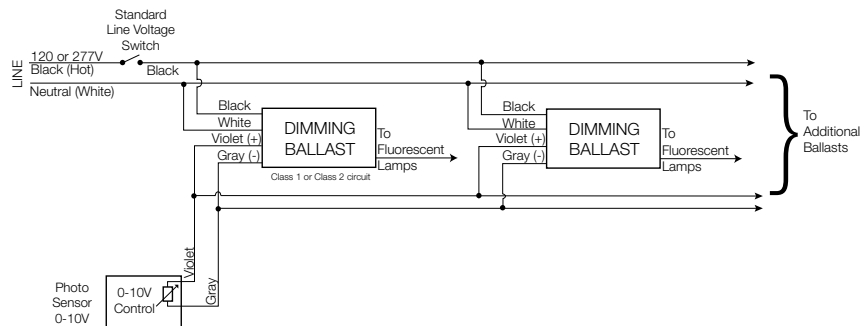 Standard
Line Voltage
Switch
LINE
120 or 277V
Black (Hot)
Black
Neutral (White)
Black
White
Violet (+)
Gray (-)
DIMMING
BALLAST
To
Fluorescent
Lamps
Class 1 or Class 2 circuit
Black
White
Violet (+)
Gray (-)
DIMMING
BALLAST
To
Fluorescent
Lamps
To
Additional
Ballasts
Violet
Gray
Photo
Sensor
0-10V
0-10V
Control